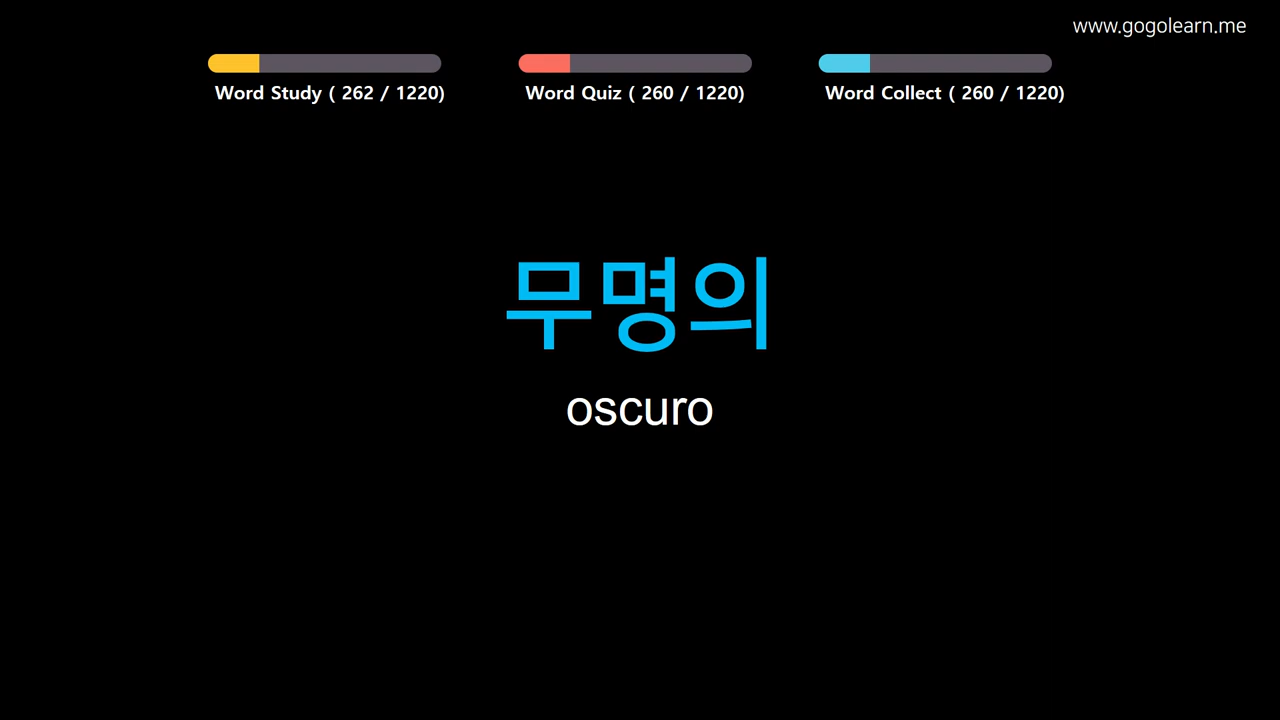 www.gogolearn.me
Word Study ( 262 / 1220)
Word Quiz ( 260 / 1220)
Word Collect ( 260 / 1220)
무명의
oscuro